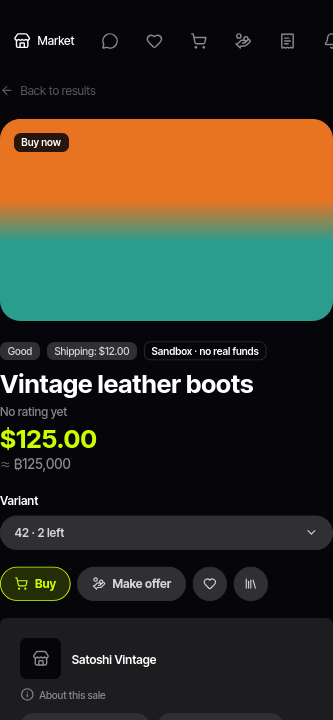 Market
Back to results
Buy now
Good
Shipping: $12.00
Sandbox · no real funds
Vintage leather boots
No rating yet
$125.00
≈ ₿125,000
Variant
42 · 2 left
Buy
Make offer
Satoshi Vintage
About this sale